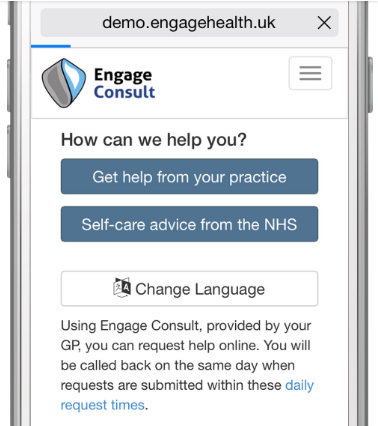 demo.engagehealth.uk
Engage
Consult
How can we help you?
Get help from your practice
Self-care advice from the NHS
Change Language
Using Engage Consult, provided by your
GP, you can request help online. You will
be called back on the same day when
requests are submitted within these daily
request times.